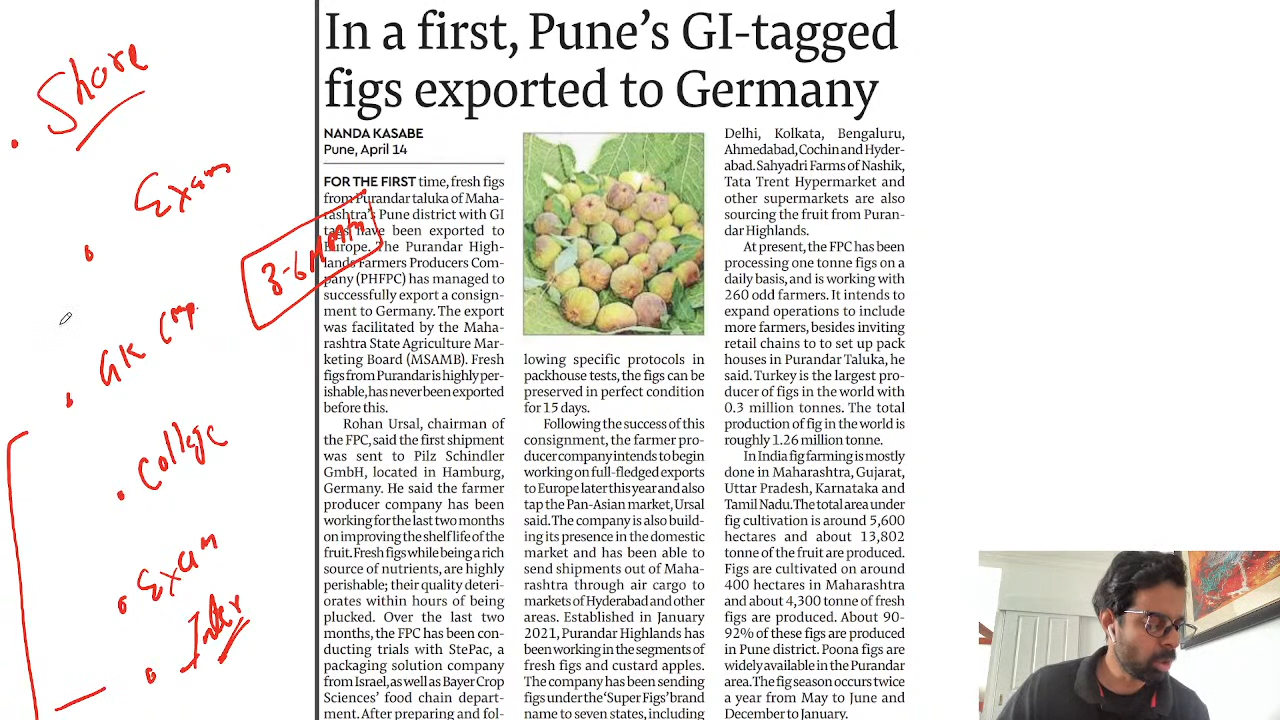 Share
Exam
3-6 Month
GK Comp.
College
Exam
In a first, Pune's GI-tagged
figs exported to Germany
NANDA KASABE
Pune, April 14
FOR THE FIRST time, fresh figs
from Purandar taluka of Maha-
rashtra's Pune district with GI
tags, have been exported to
Europe. The Purandar High-
lands Farmers Producers Com-
pany (PHFPC) has managed to
successfully export a consign-
ment to Germany. The export
was facilitated by the Maha-
rashtra State Agriculture Mar-
keting Board (MSAMB). Fresh
figs from Purandar is highly per-
ishable, has never been exported
before this.
Rohan Ursal, chairman of
the FPC, said the first shipment
was sent to Pilz Schindler
GmbH, located in Hamburg,
Germany. He said the farmer
producer company has been
working for the last two months
on improving the shelf life of the
fruit. Fresh figs while being a rich
source of nutrients, are highly
perishable; their quality deteri-
orates within hours of being
plucked. Over the last two
months, the FPC has been con-
ducting trials with StePac, a
packaging solution company
from Israel, as well as Bayer Crop
Sciences' food chain depart-
ment. After preparing and fol-
lowing specific protocols in
packhouse tests, the figs can be
preserved in perfect condition
for 15 days.
Following the success of this
consignment, the farmer pro-
ducer company intends to begin
working on full-fledged exports
to Europe later this year and also
tap the Pan-Asian market, Ursal
said. The company is also build-
ing its presence in the domestic
market and has been able to
send shipments out of Maha-
rashtra through air cargo to
markets of Hyderabad and other
areas. Established in January
2021, Purandar Highlands has
been working in the segments of
fresh figs and custard apples.
The company has been sending
figs under the 'Super Figs' brand
name to seven states, including
Delhi, Kolkata, Bengaluru,
Ahmedabad, Cochin and Hyder-
abad. Sahyadri Farms of Nashik,
Tata Trent Hypermarket and
other supermarkets are also
sourcing the fruit from Puran-
dar Highlands.
At present, the FPC has been
processing one tonne figs on a
daily basis, and is working with
260 odd farmers. It intends to
expand operations to include
more farmers, besides inviting
retail chains to to set up pack
houses in Purandar Taluka, he
said. Turkey is the largest pro-
ducer of figs in the world with
0.3 million tonnes. The total
production of fig in the world is
roughly 1.26 million tonne.
In India fig farming is mostly
done in Maharashtra, Gujarat,
Uttar Pradesh, Karnataka and
Tamil Nadu. The total area under
fig cultivation is around 5,600
hectares and about 13,802
tonne of the fruit are produced.
Figs are cultivated on around
400 hectares in Maharashtra
and about 4,300 tonne of fresh
figs are produced. About 90-
92% of these figs are produced
in Pune district. Poona figs are
widely available in the Purandar
area. The fig season occurs twice
a year from May to June and
December to January.